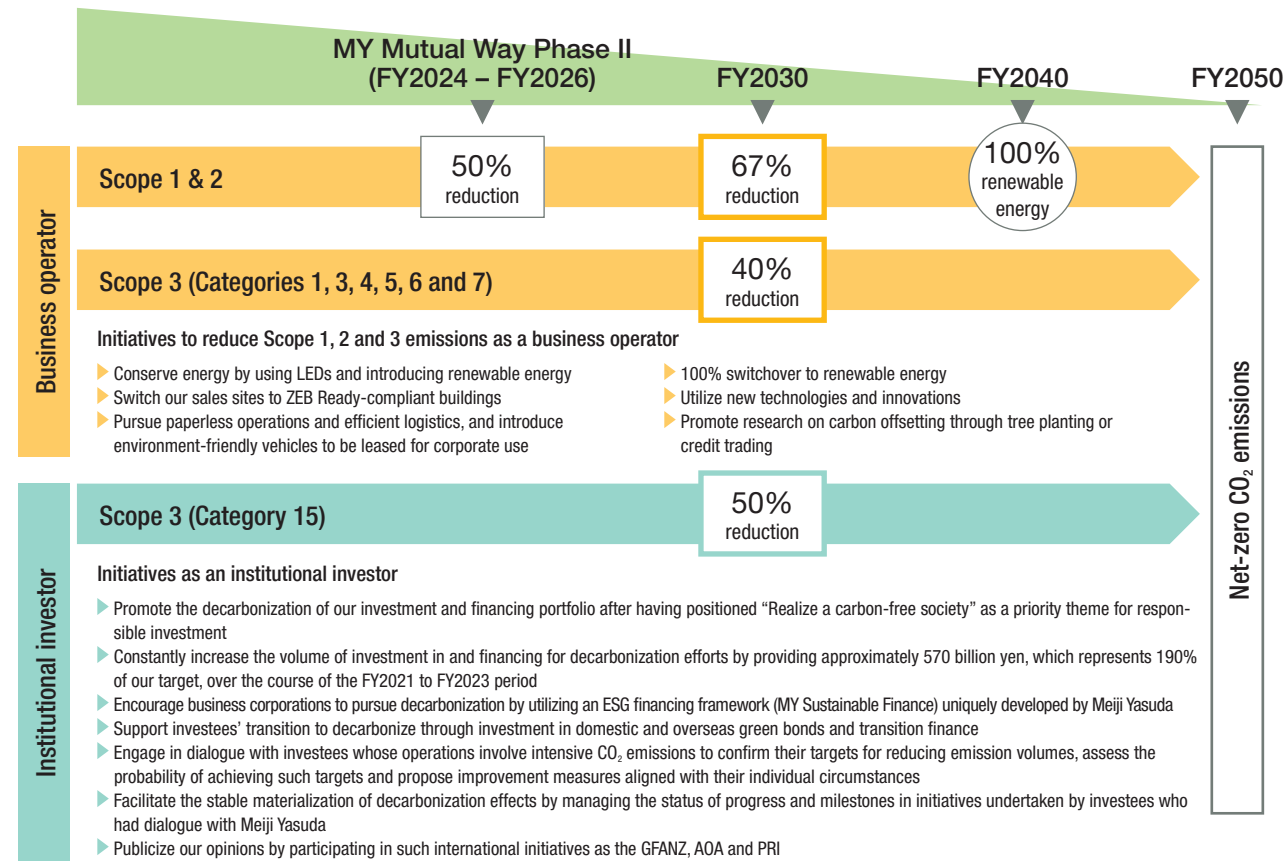 MY Mutual Way Phase II
(FY2024 – FY2026)
FY2030
FY2040
FY2050
Business operator
Scope 1 & 2
50%
reduction
67%
reduction
100%
renewable
energy
Scope 3 (Categories 1, 3, 4, 5, 6 and 7)
40%
reduction
Initiatives to reduce Scope 1, 2 and 3 emissions as a business operator
Conserve energy by using LEDs and introducing renewable energy
Switch our sales sites to ZEB Ready-compliant buildings
Pursue paperless operations and efficient logistics, and introduce
environment-friendly vehicles to be leased for corporate use
100% switchover to renewable energy
Utilize new technologies and innovations
Promote research on carbon offsetting through tree planting or
credit trading
Institutional investor
Scope 3 (Category 15)
50%
reduction
Initiatives as an institutional investor
Promote the decarbonization of our investment and financing portfolio after having positioned “Realize a carbon-free society” as a priority theme for respon-
sible investment
Constantly increase the volume of investment in and financing for decarbonization efforts by providing approximately 570 billion yen, which represents 190%
of our target, over the course of the FY2021 to FY2023 period
Encourage business corporations to pursue decarbonization by utilizing an ESG financing framework (MY Sustainable Finance) uniquely developed by Meiji Yasuda
Support investees’ transition to decarbonize through investment in domestic and overseas green bonds and transition finance
Engage in dialogue with investees whose operations involve intensive CO₂ emissions to confirm their targets for reducing emission volumes, assess the
probability of achieving such targets and propose improvement measures aligned with their individual circumstances
Facilitate the stable materialization of decarbonization effects by managing the status of progress and milestones in initiatives undertaken by investees who
had dialogue with Meiji Yasuda
Publicize our opinions by participating in such international initiatives as the GFANZ, AOA and PRI
Net-zero CO₂ emissions